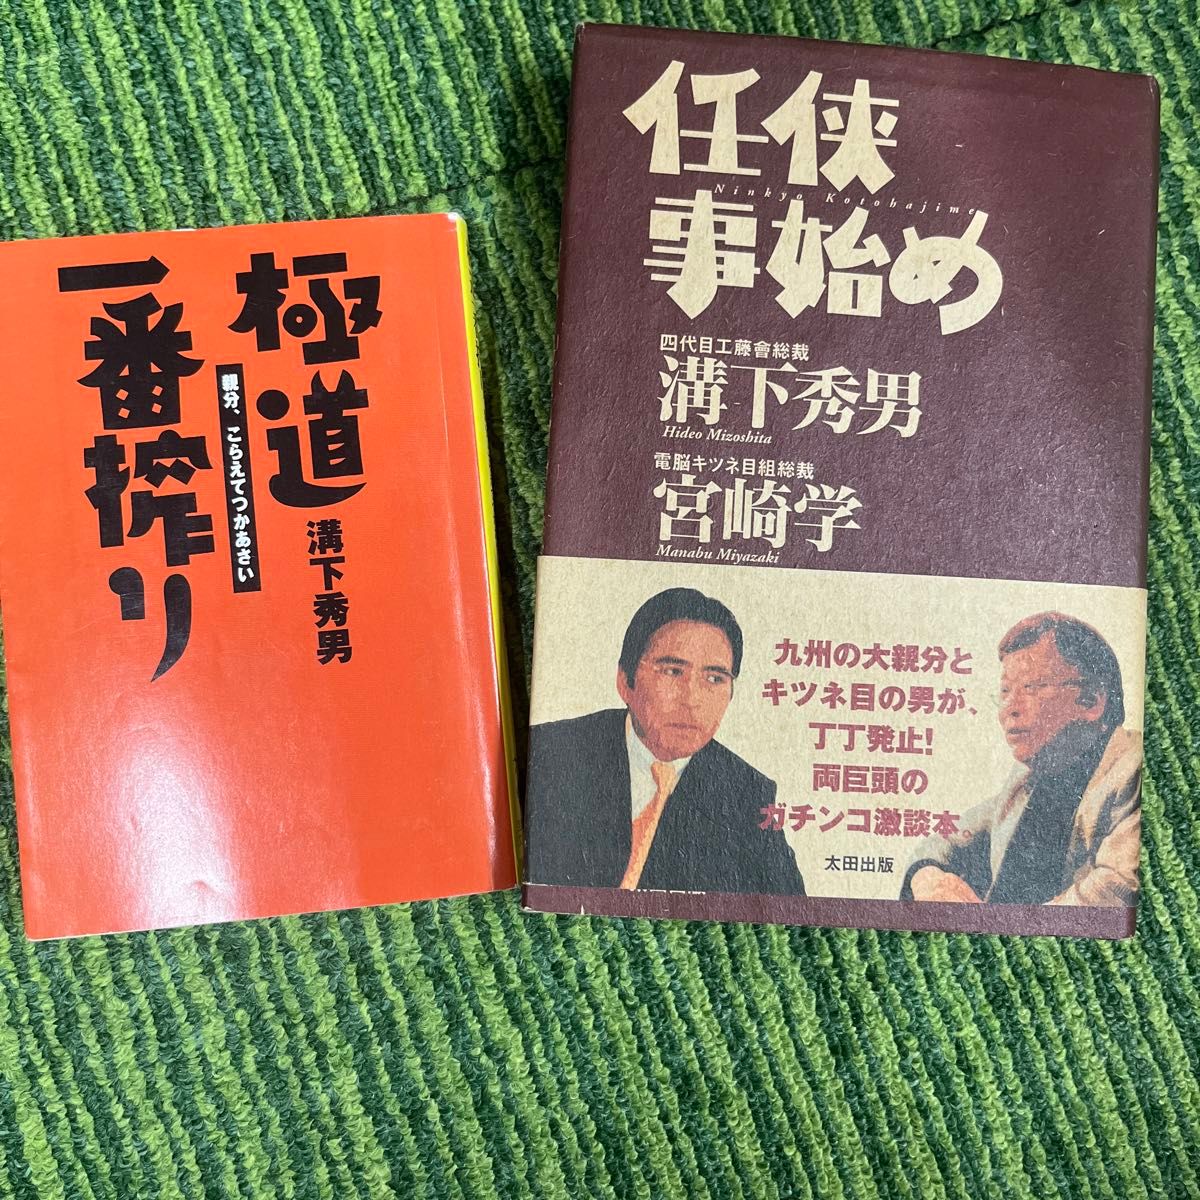 極道
一番搾り
親分、こらえてつかあさい
溝下秀男
任侠
Ninkyo Kotohajime
事始め
四代目工藤會総裁
溝下秀男
Hideo Mizoshita
電脳キツネ目組総裁
宮崎学
Manabu Miyazaki
九州の大親分と
キツネ目の男が、
丁丁発止!
両巨頭の
ガチンコ激談本。
太田出版